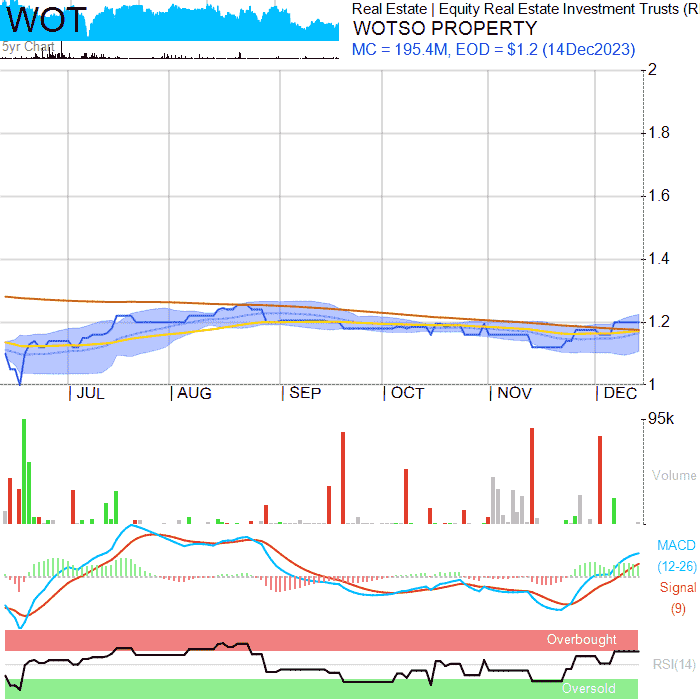 WOT
5yr Chart
Real Estate | Equity Real Estate Investment Trusts (R
WOTSO PROPERTY
MC = 195.4M, EOD = $1.2 (14Dec2023)
2
1.8
1.6
1.4
1.2
1
JUL AUG SEP OCT NOV DEC
95k
Volume
MACD
(12-26)
Signal
(9)
Overbought
RSI(14)
Oversold